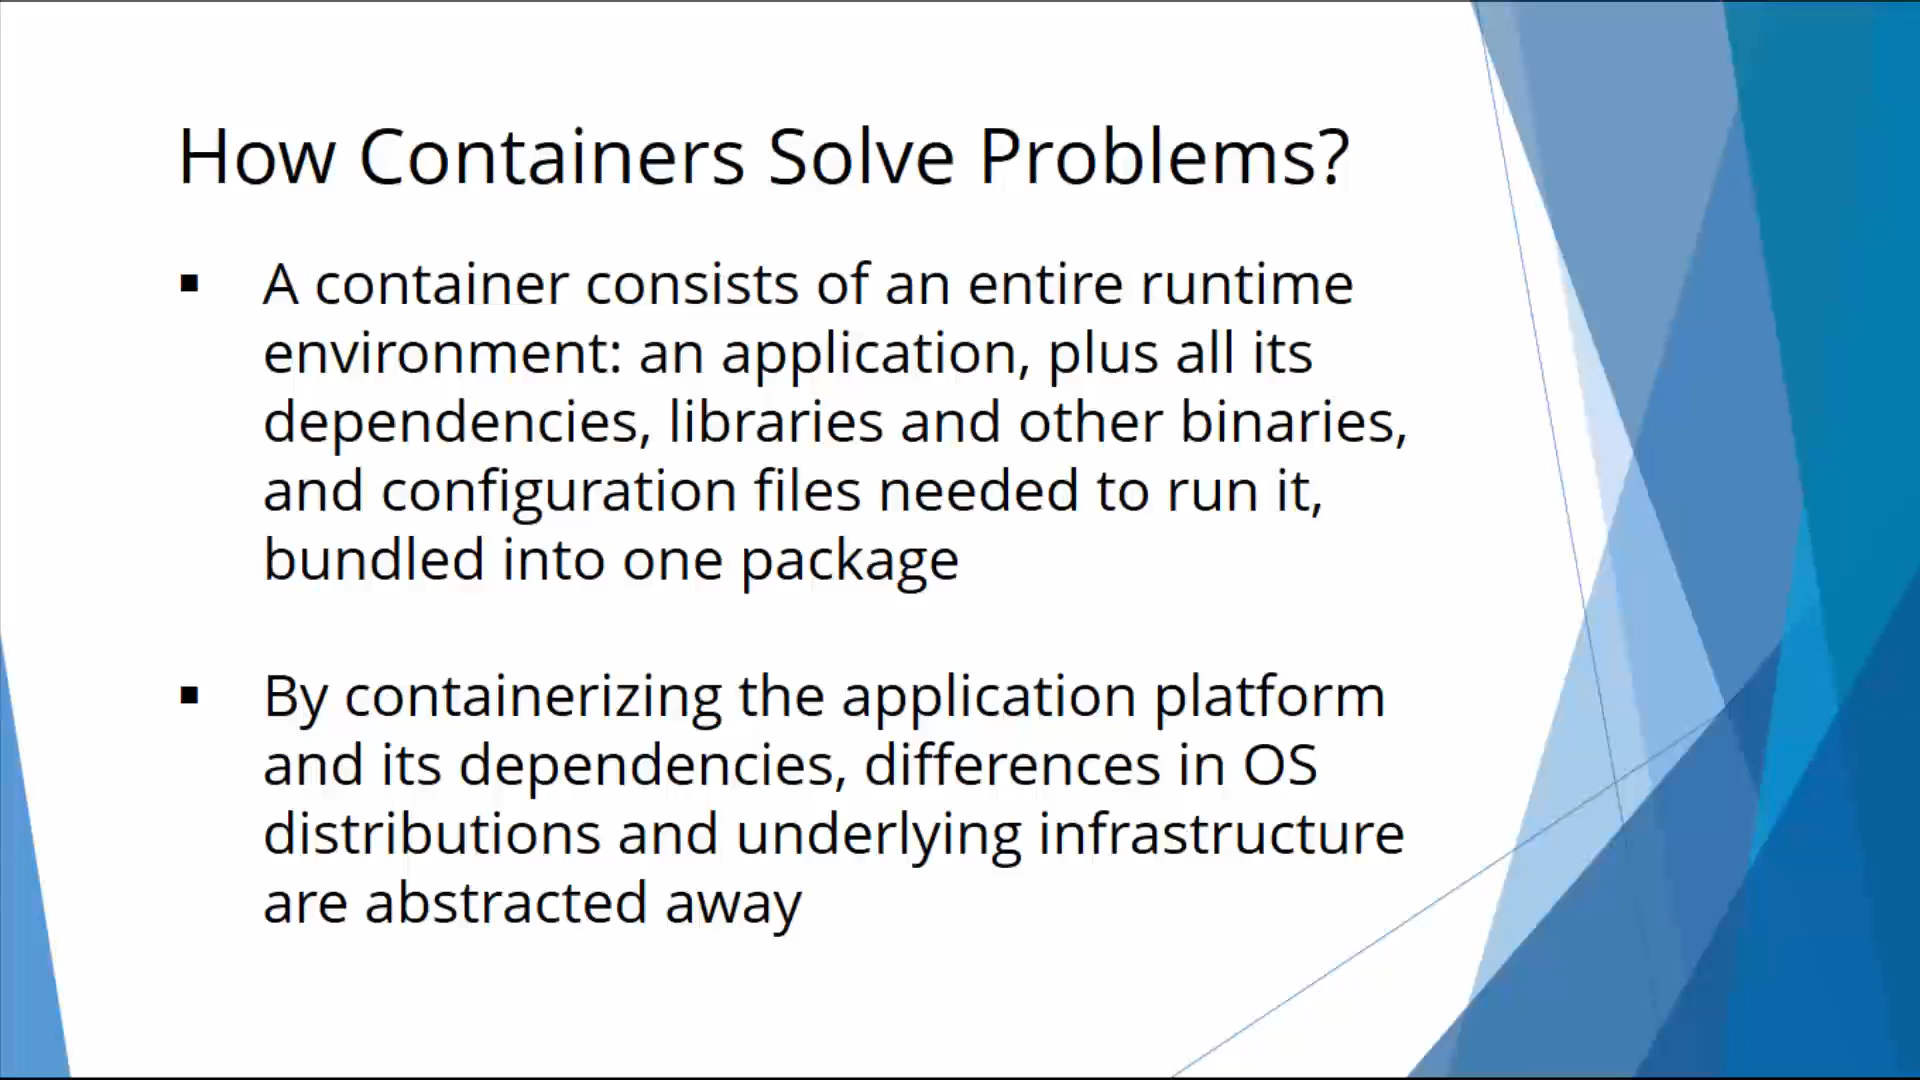 How Containers Solve Problems?
▪ A container consists of an entire runtime
environment: an application, plus all its
dependencies, libraries and other binaries,
and configuration files needed to run it,
bundled into one package
▪ By containerizing the application platform
and its dependencies, differences in OS
distributions and underlying infrastructure
are abstracted away